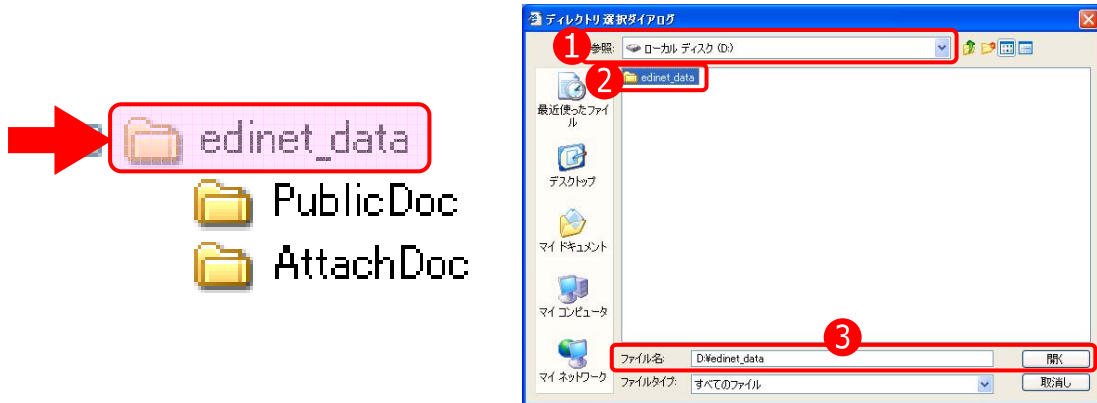 edinet_data
PublicDoc
AttachDoc
ディレクトリ選択ダイアログ
1
参照:
ローカル ディスク (D:)
2
edinet_data
最近使ったファイ
ル
デスクトップ
マイ ドキュメント
マイ コンピュータ
マイ ネットワーク
3
ファイル名:
D:¥edinet_data
開く
ファイルタイプ:
すべてのファイル
取消し